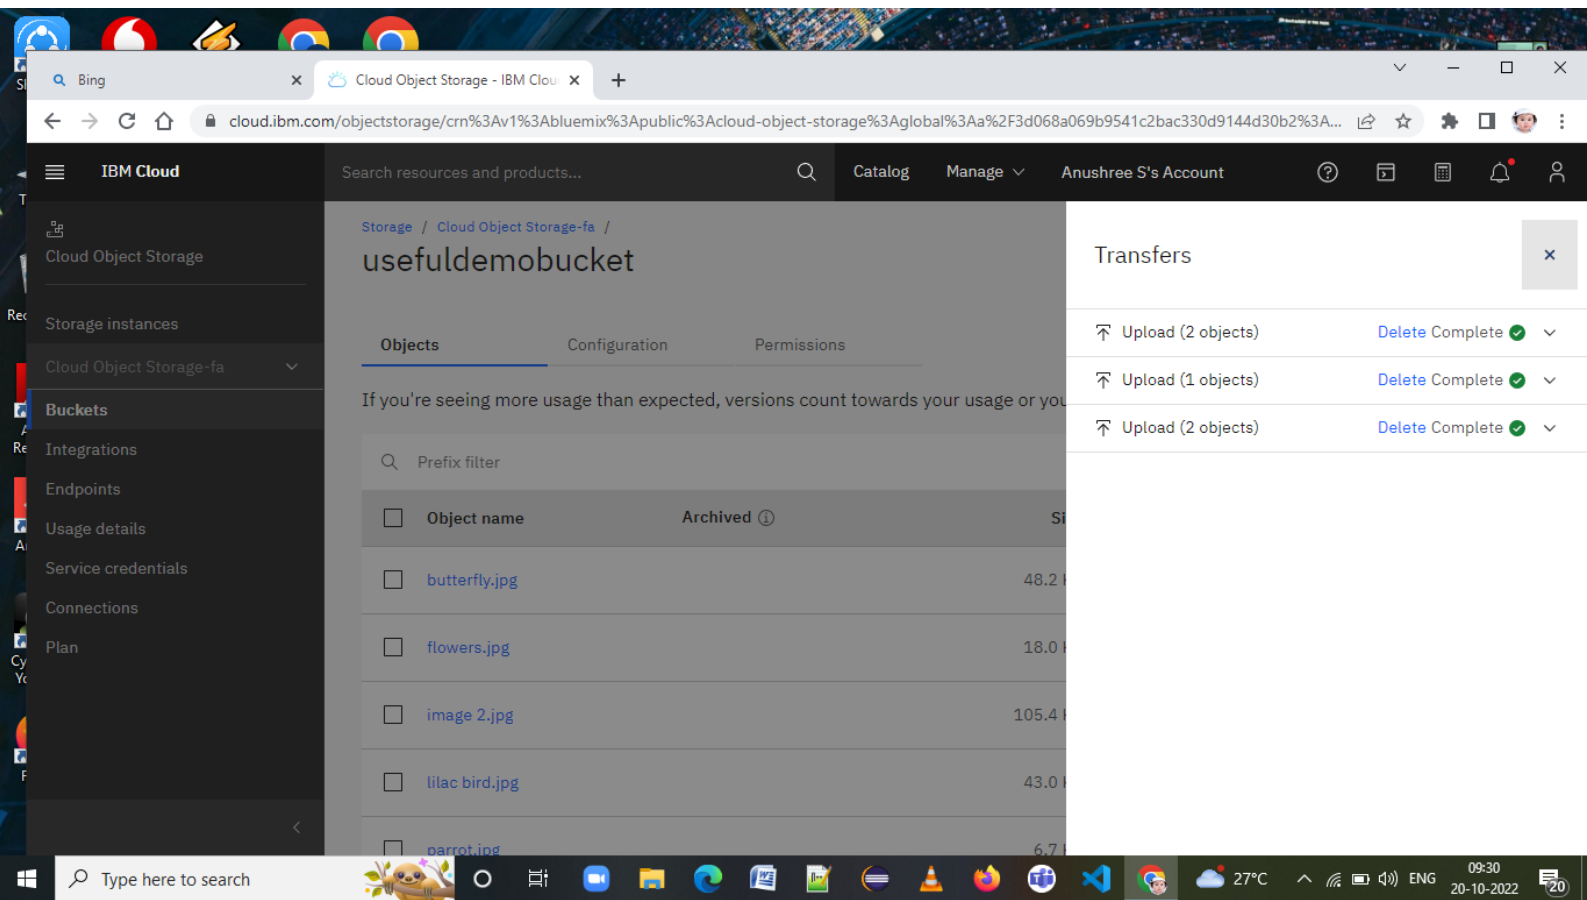 Bing
Cloud Object Storage - IBM Clou
cloud.ibm.com/objectstorage/crn%3Av1%3Abluemix%3Apublic%3Acloud-object-storage%3Aglobal%3Aa%2F3d068a069b9541c2bac330d9144d30b2%3A...
IBM Cloud
Search resources and products...
Catalog
Manage
Anushree S's Account
Cloud Object Storage
Storage instances
Cloud Object Storage-fa
Buckets
Integrations
Endpoints
Usage details
Service credentials
Connections
Plan
Storage / Cloud Object Storage-fa /
usefuldemobucket
Objects Configuration Permissions
If you're seeing more usage than expected, versions count towards your usage or you
Prefix filter
Object name Archived Si
butterfly.jpg 48.2
flowers.jpg 18.0
image 2.jpg 105.4
lilac bird.jpg 43.0
parrot.jpg 6.7
Transfers
Upload (2 objects) Delete Complete
Upload (1 objects) Delete Complete
Upload (2 objects) Delete Complete
Type here to search
27°C
ENG
09:30
20-10-2022
20